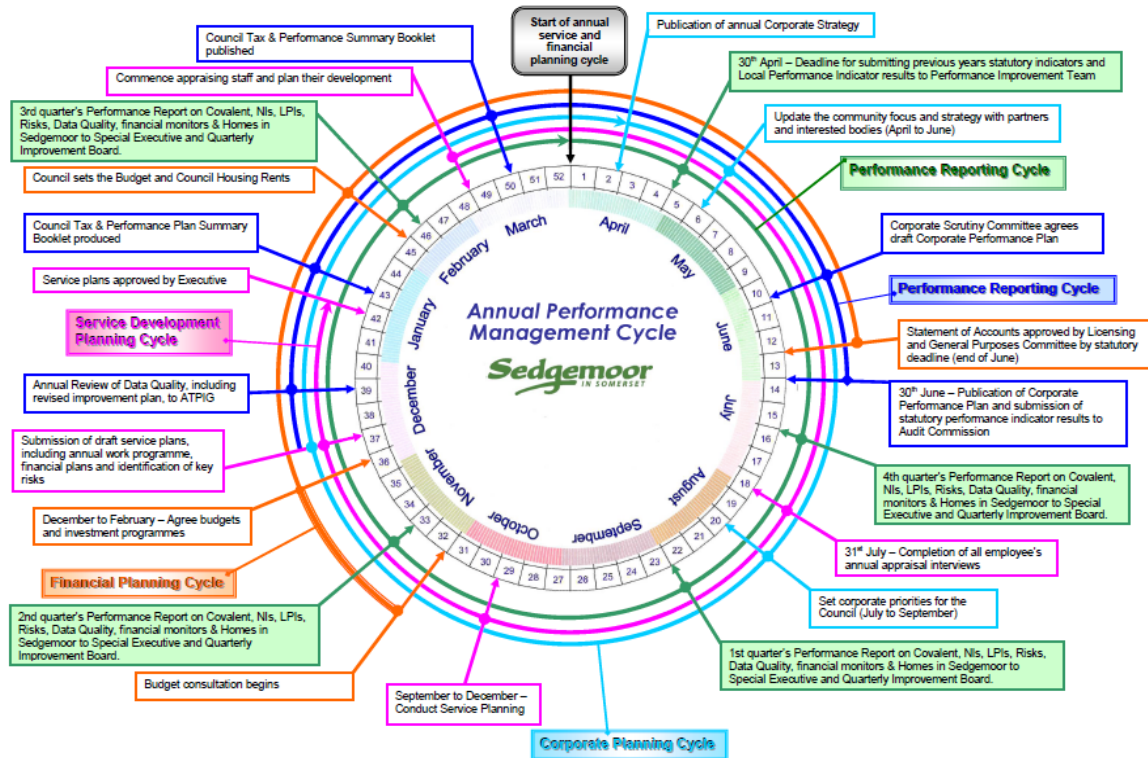 Start of annual
service and
financial
planning cycle
Publication of annual Corporate Strategy
30th April – Deadline for submitting previous years statutory indicators and
Local Performance Indicator results to Performance Improvement Team
Update the community focus and strategy with
partners and interested bodies (April to June)
Performance Reporting Cycle
Corporate Scrutiny Committee agrees
draft Corporate Performance Plan
Performance Reporting Cycle
Statement of Accounts approved by Licensing
and General Purposes Committee by statutory
deadline (end of June)
30th June – Publication of Corporate
Performance Plan and submission of
statutory performance indicator results to
Audit Commission
4th quarter's Performance Report on Covalent,
NIs, LPIs, Risks, Data Quality, financial
monitors & Homes in Sedgemoor to Special
Executive and Quarterly Improvement Board.
31st July – Completion of all employee's
annual appraisal interviews
Set corporate priorities for the
Council (July to September)
1st quarter's Performance Report on Covalent, NIs, LPIs, Risks,
Data Quality, financial monitors & Homes in Sedgemoor to
Special Executive and Quarterly Improvement Board.
Corporate Planning Cycle
September to December –
Conduct Service Planning
Budget consultation begins
2nd quarter's Performance Report on Covalent, NIs, LPIs,
Risks, Data Quality, financial monitors & Homes in
Sedgemoor to Special Executive and Quarterly
Improvement Board.
Financial Planning Cycle
December to February – Agree budgets
and investment programmes
Submission of draft service plans,
including annual work programme,
financial plans and identification of key
risks
Annual Review of Data Quality, including
revised improvement plan, to ATPIG
Service Development
Planning Cycle
Service plans approved by Executive
Council Tax & Performance Plan Summary
Booklet produced
Council sets the Budget and Council Housing Rents
3rd quarter's Performance Report on Covalent, NIs, LPIs,
Risks, Data Quality, financial monitors & Homes in
Sedgemoor to Special Executive and Quarterly
Improvement Board.
Commence appraising staff and plan their development
Council Tax & Performance Summary Booklet
published
1
2
3
4
5
6
7
8
9
10
11
12
13
14
15
16
17
18
19
20
21
22
23
24
25
26
27
28
29
30
31
32
33
34
35
36
37
38
39
40
41
42
43
44
45
46
47
48
49
50
51
52
April
May
June
July
August
September
October
November
December
January
February
March
Annual Performance
Management Cycle
Sedgemoor
IN SOMERSET